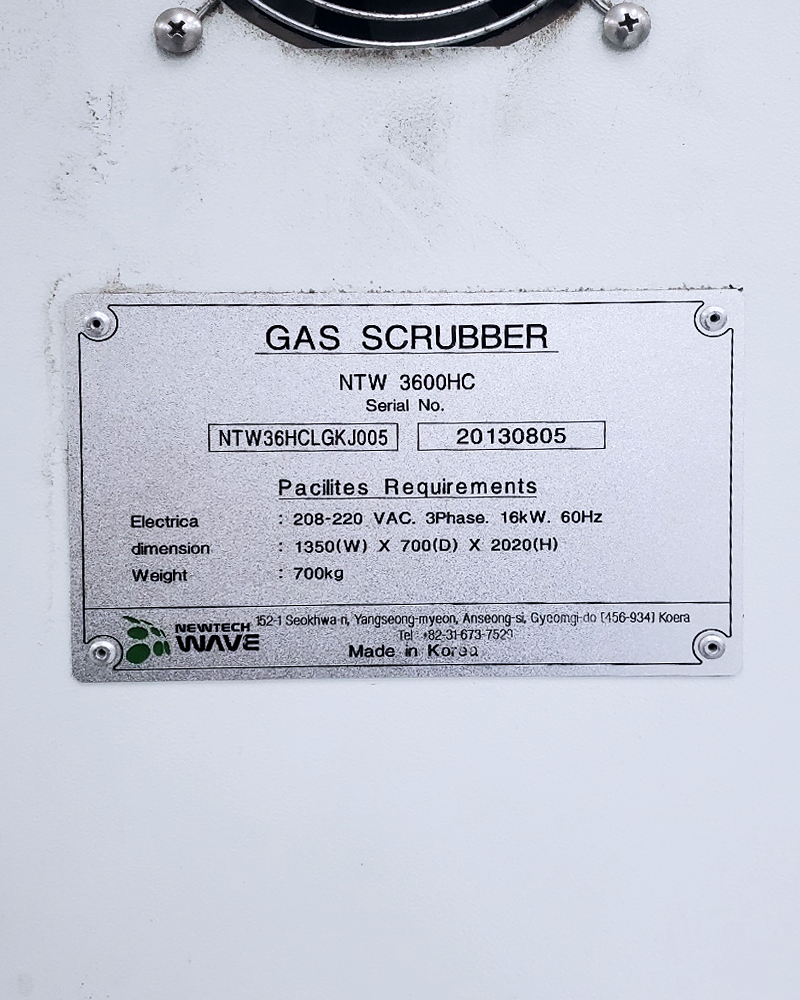 GAS SCRUBBER
NTW 3600HC
Serial No.
NTW36HCLGKJ005 20130805
Pacilites Requirements
Electrica : 208-220 VAC. 3Phase. 16kW. 60Hz
dimension : 1350(W) X 700(D) X 2020(H)
Weight : 700kg
NEWTECH WAVE
152-1 Seokhwa-ri, Yangseong-myeon, Anseong-si, Gyeomgi-do [456-934] Koera
Tel : +82-31-673-7529
Made in Korea